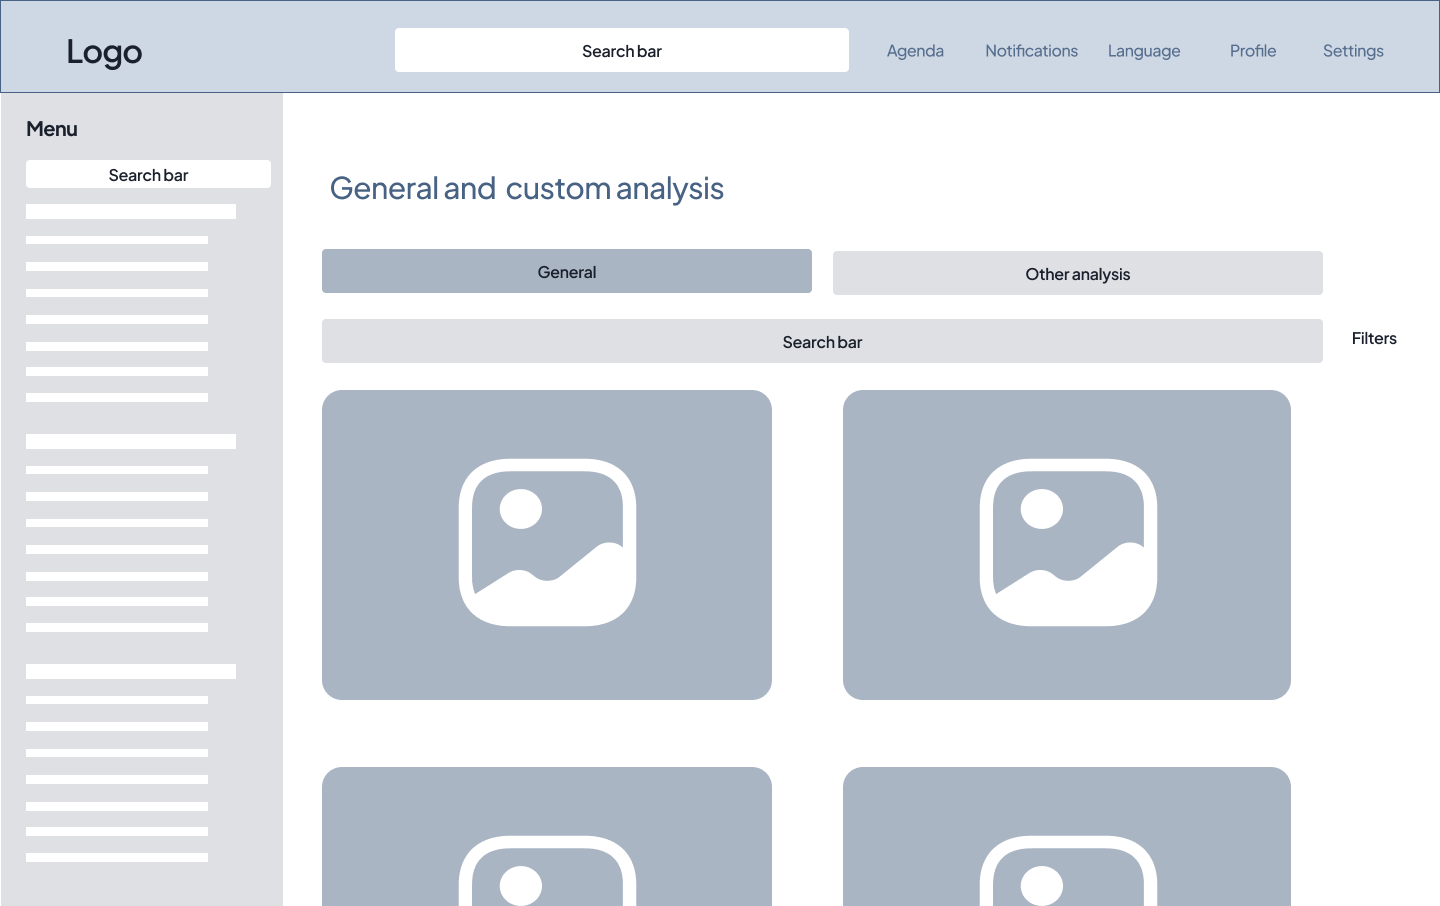 Logo
Search bar
Agenda
Notifications
Language
Profile
Settings
Menu
Search bar
General and custom analysis
General
Other analysis
Search bar
Filters